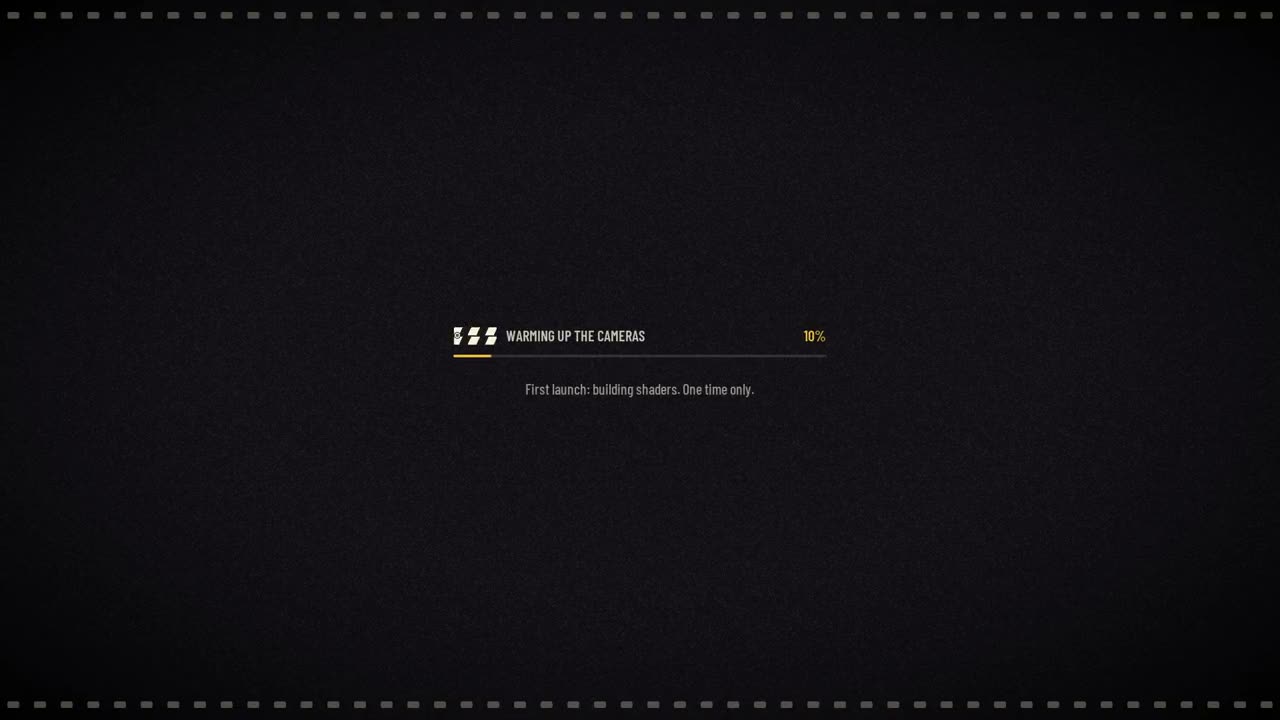 WARMING UP THE CAMERAS 10%
First launch: building shaders. One time only.